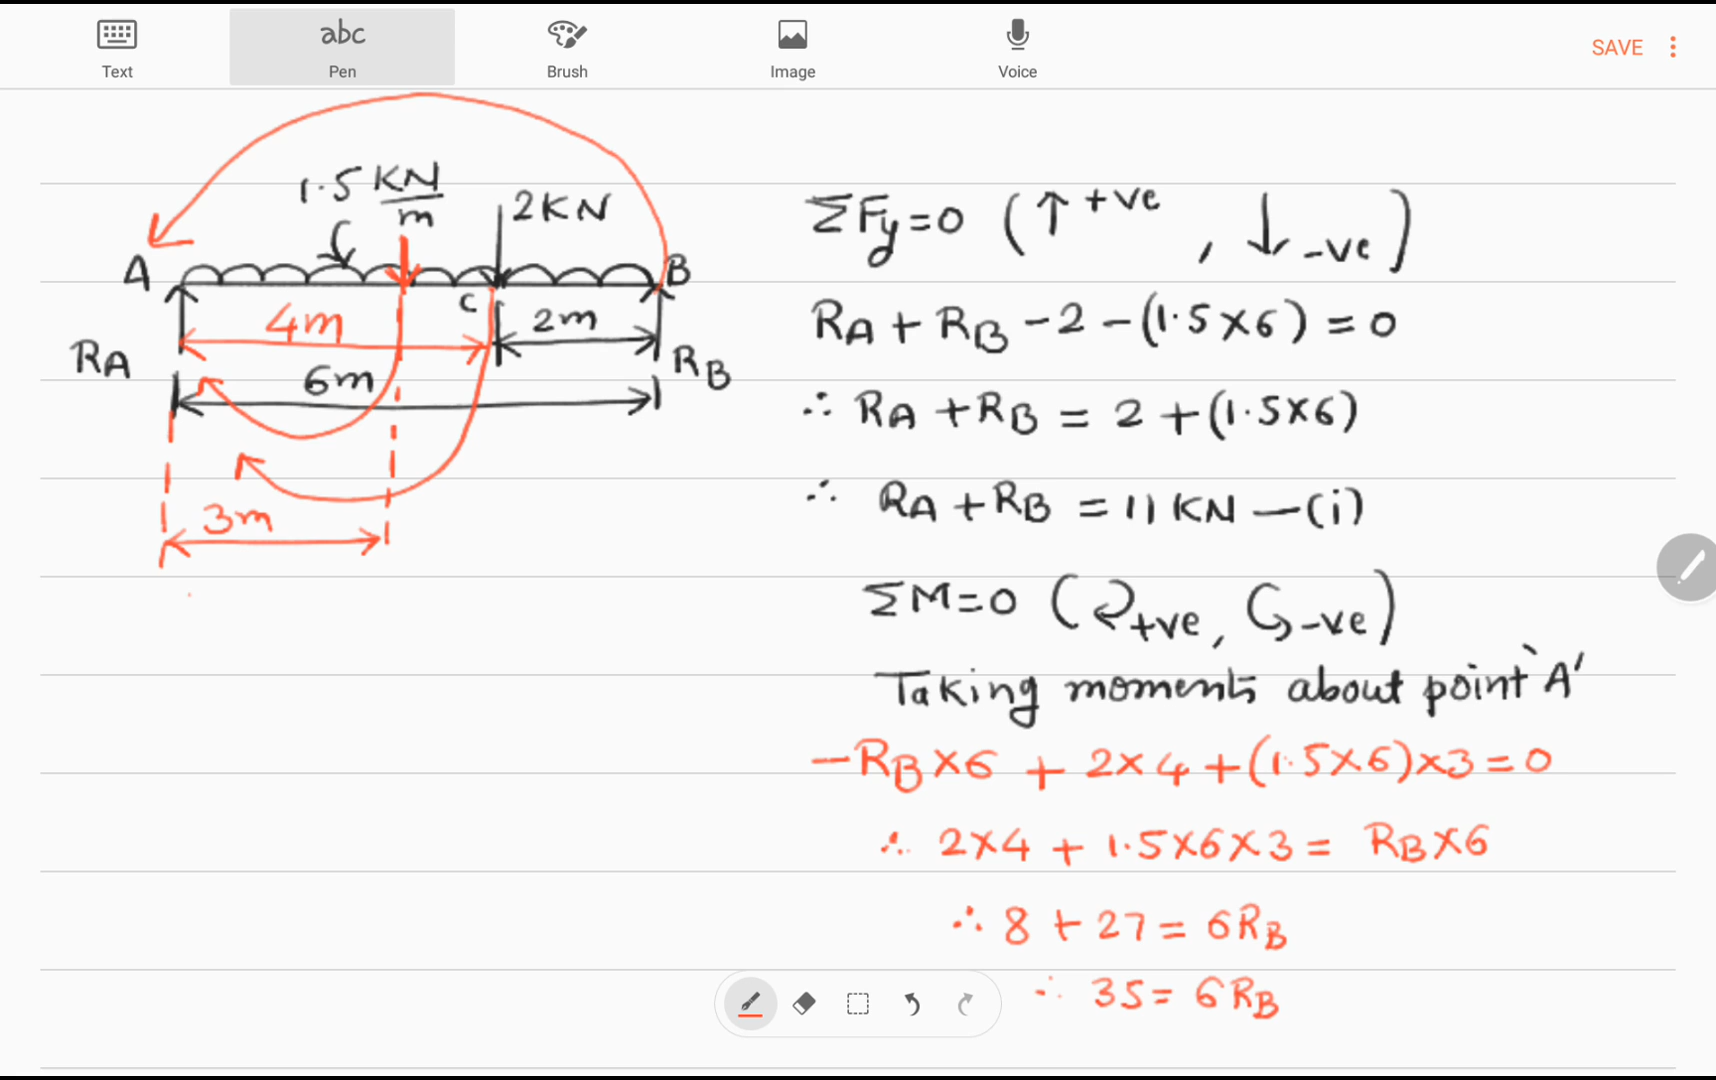 Text
abc
Pen
Brush
Image
Voice
SAVE
1.5 KN/m
2KN
A
B
C
4m
2m
RA
RB
6m
3m
ΣFy=0 (↑+ve, ↓-ve)
RA + RB - 2 - (1.5×6) = 0
∴ RA + RB = 2 + (1.5×6)
∴ RA + RB = 11 KN — (i)
ΣM=0 (↻+ve, ↺-ve)
Taking moments about point `A'
-RB×6 + 2×4 + (1.5×6)×3 = 0
∴ 2×4 + 1.5×6×3 = RB×6
∴ 8 + 27 = 6RB
∴ 35 = 6RB